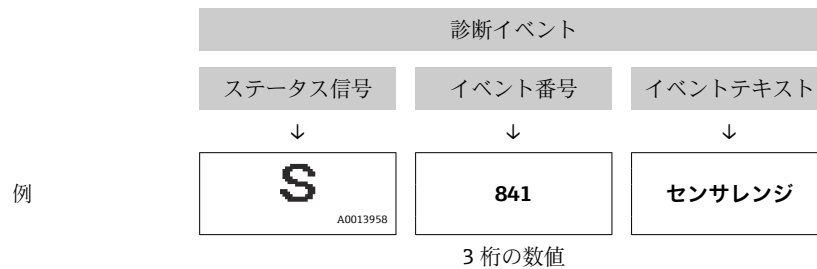 診断イベント
ステータス信号 イベント番号 イベントテキスト
↓ ↓ ↓
例 S A0013958 841 センサレンジ
3 桁の数値